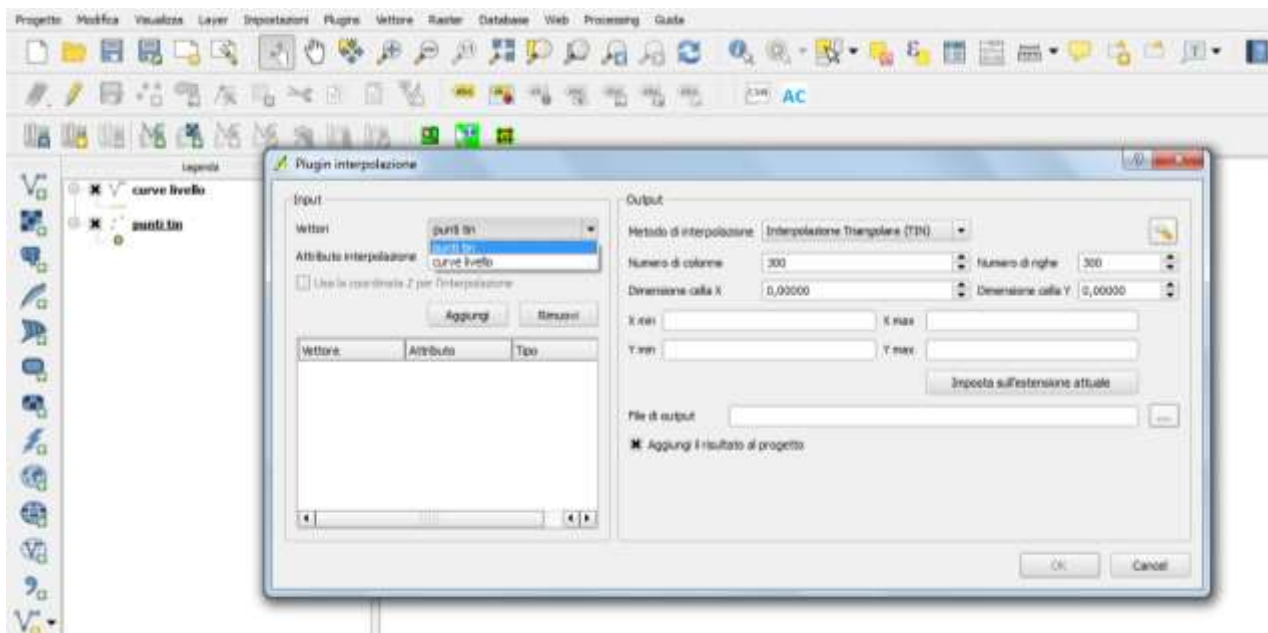 Progetto Modifica Visualizza Layer Impostazioni Plugins Vettore Raster Database Web Processing Guida
CSW AC
Legenda
curve livello
punti tin
Plugin interpolazione
Input
Vettori punti tin
punti tin
curve livello
Attributo interpolazione
Usa la coordinata Z per l'interpolazione
Aggiungi Rimuovi
Vettore Attributo Tipo
Output
Metodo di interpolazione Interpolazione Triangolare (TIN)
Numero di colonne 300 Numero di righe 300
Dimensione cella X 0,00000 Dimensione cella Y 0,00000
X min X max
Y min Y max
Imposta sull'estensione attuale
File di output ...
Aggiungi il risultato al progetto
OK Cancel